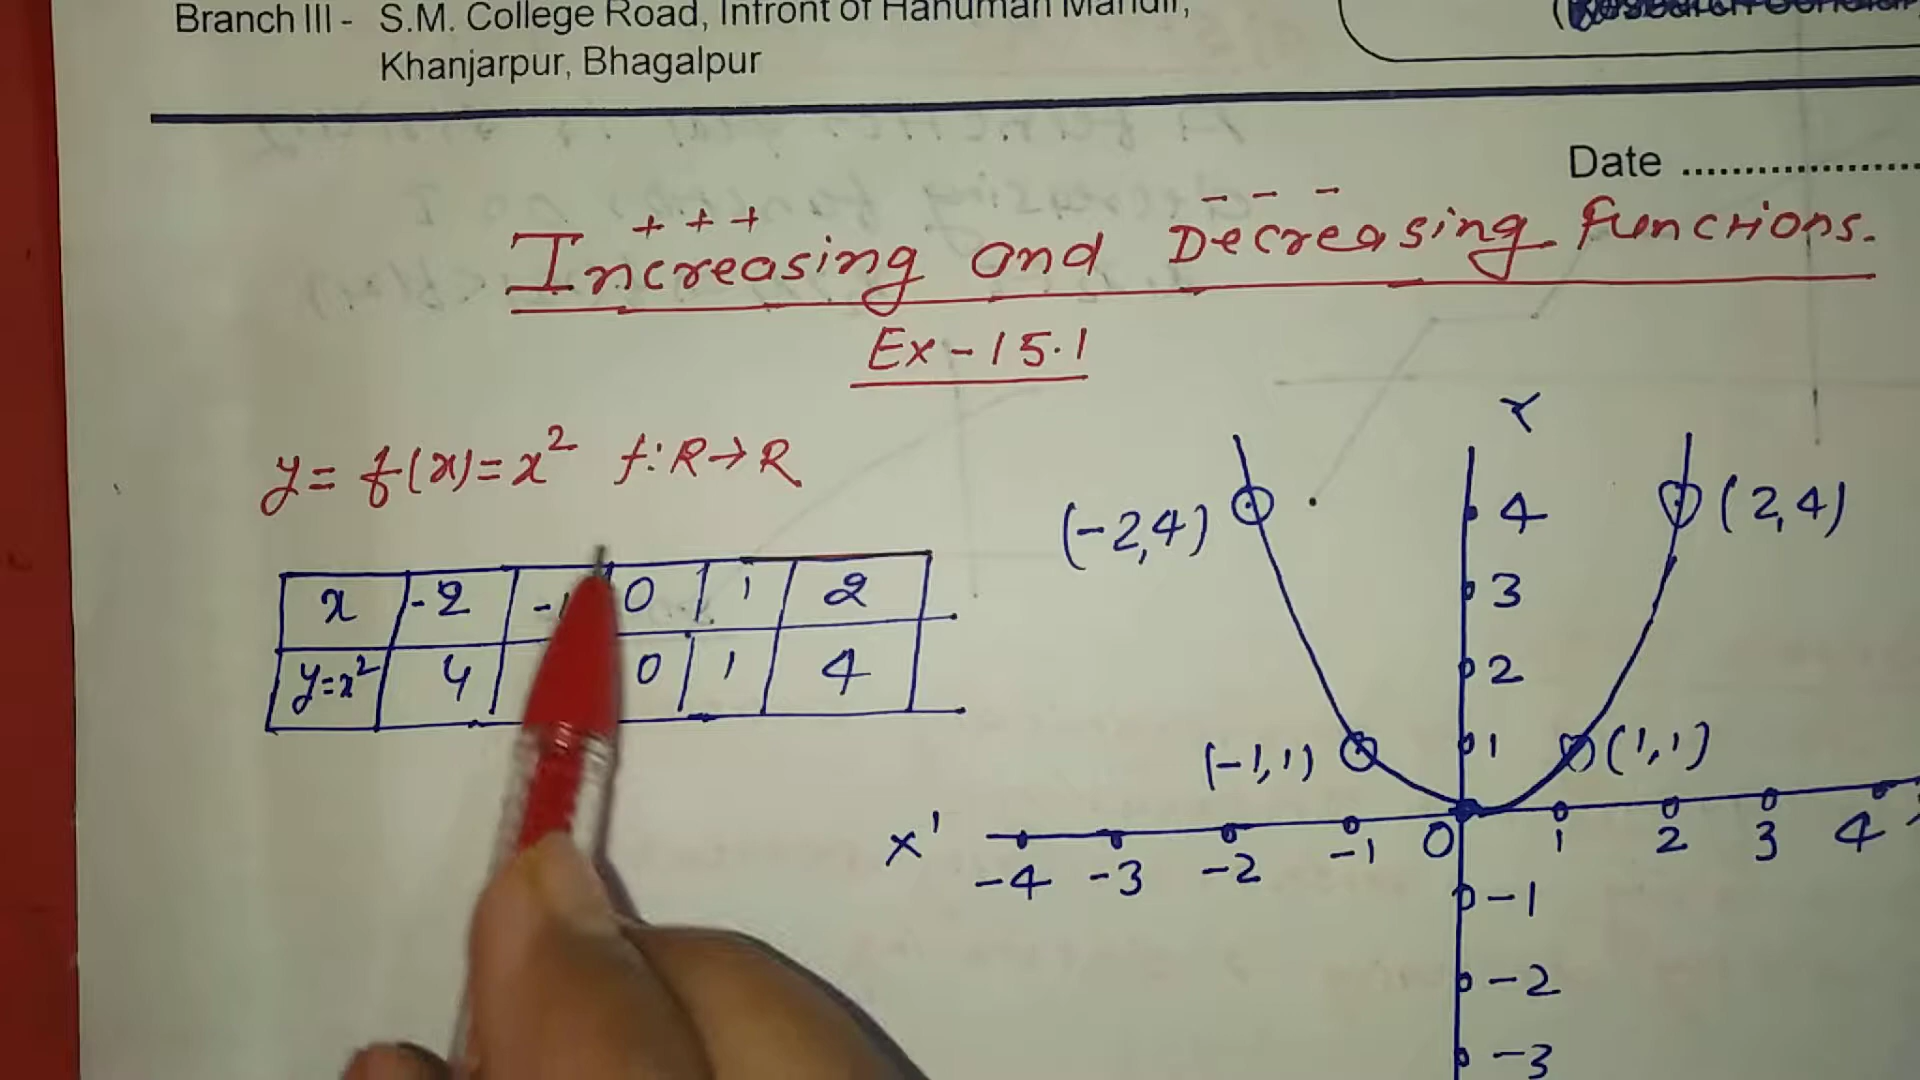 Branch III - S.M. College Road, Infront of Hanuman Mandir,
Khanjarpur, Bhagalpur
Date ..................
+ + + - - -
Increasing and Decreasing functions.
Ex-15.1
y = f(x) = x² f: R→R
x -2 -1 0 1 2
y=x² 4 0 1 4
Y
4
3
2
1
(-2,4)
(2,4)
(-1,1)
(1,1)
x'
-4 -3 -2 -1 0 1 2 3 4
-1
-2
-3